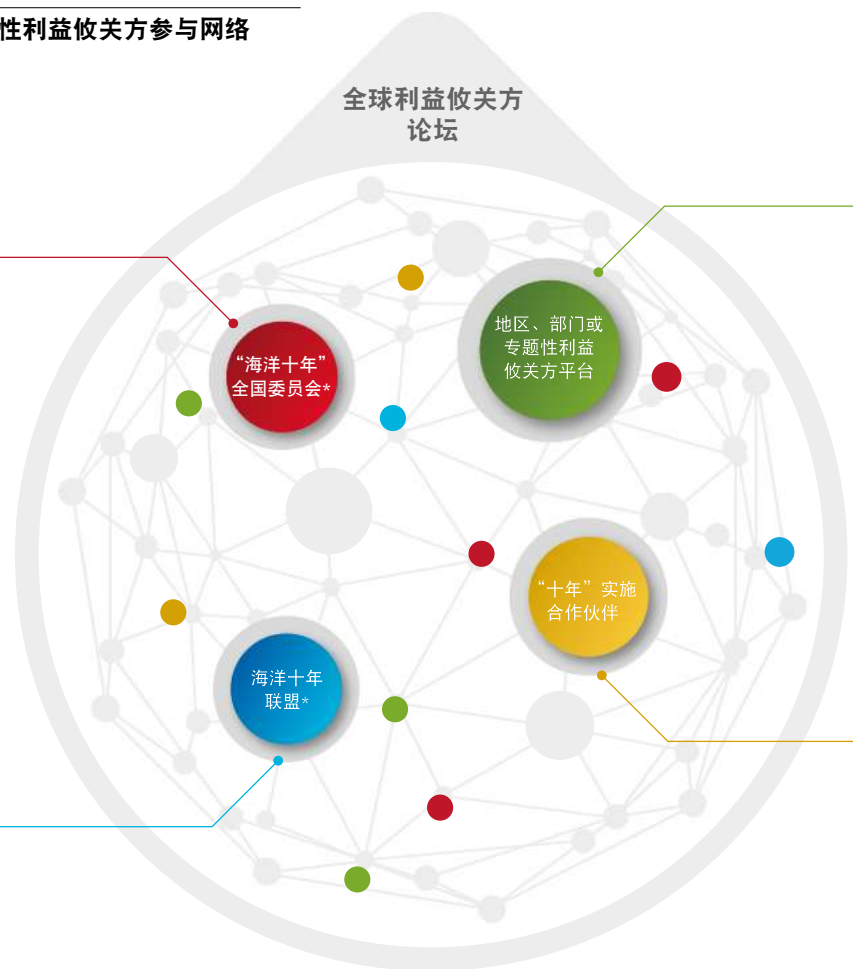 性利益攸关方参与网络
全球利益攸关方
论坛
地区、部门或
专题性利益
攸关方平台
“海洋十年”
全国委员会*
“十年”实施
合作伙伴
海洋十年
联盟*